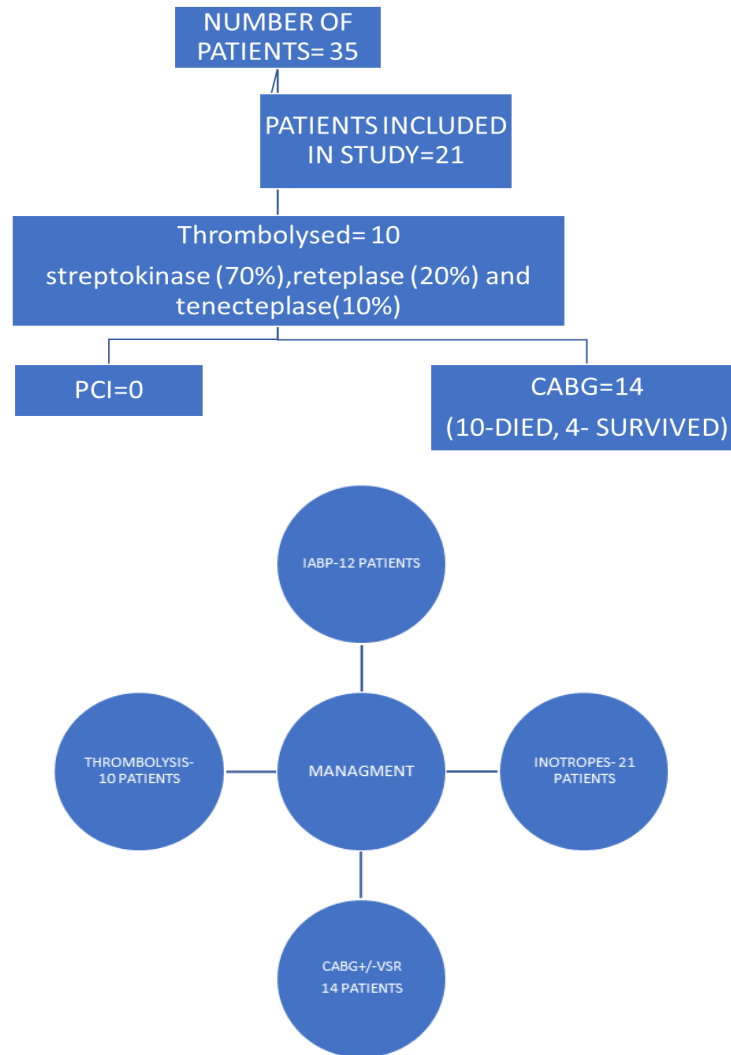 NUMBER OF
PATIENTS= 35
PATIENTS INCLUDED
IN STUDY=21
Thrombolysed= 10
streptokinase (70%),reteplase (20%) and
tenecteplase(10%)
PCI=0
CABG=14
(10-DIED, 4- SURVIVED)
IABP-12 PATIENTS
THROMBOLYSIS-
10 PATIENTS
MANAGMENT
INOTROPES- 21
PATIENTS
CABG+/-VSR
14 PATIENTS